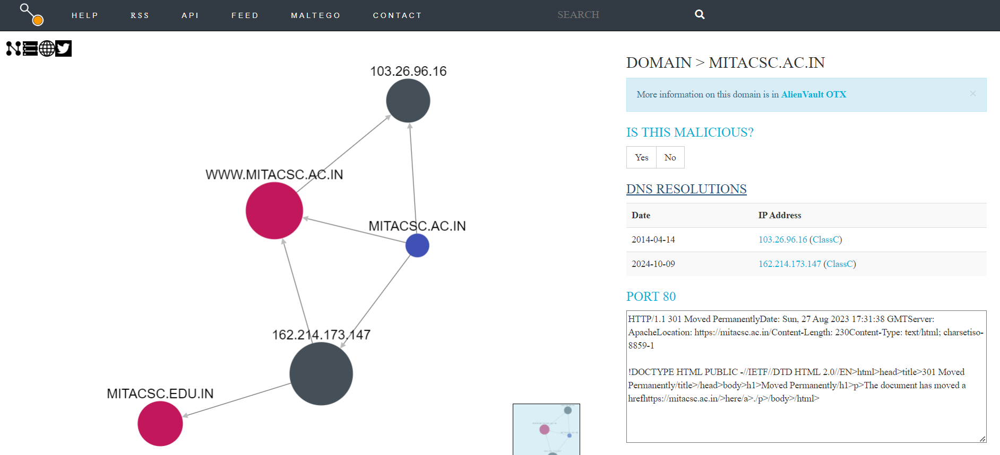 HELP
RSS
API
FEED
MALTEGO
CONTACT
SEARCH
103.26.96.16
WWW.MITACSC.AC.IN
MITACSC.AC.IN
162.214.173.147
MITACSC.EDU.IN
DOMAIN > MITACSC.AC.IN
More information on this domain is in AlienVault OTX
×
IS THIS MALICIOUS?
Yes No
DNS RESOLUTIONS
Date IP Address
2014-04-14 103.26.96.16 (ClassC)
2024-10-09 162.214.173.147 (ClassC)
PORT 80
HTTP/1.1 301 Moved PermanentlyDate: Sun, 27 Aug 2023 17:31:38 GMTServer:
ApacheLocation: https://mitacsc.ac.in/Content-Length: 230Content-Type: text/html; charsetiso-
8859-1
!DOCTYPE HTML PUBLIC -//IETF//DTD HTML 2.0//EN>html>head>title>301 Moved
Permanently/title>/head>body>h1>Moved Permanently/h1>p>The document has moved a
hrefhttps://mitacsc.ac.in/>here/a>./p>/body>/html>